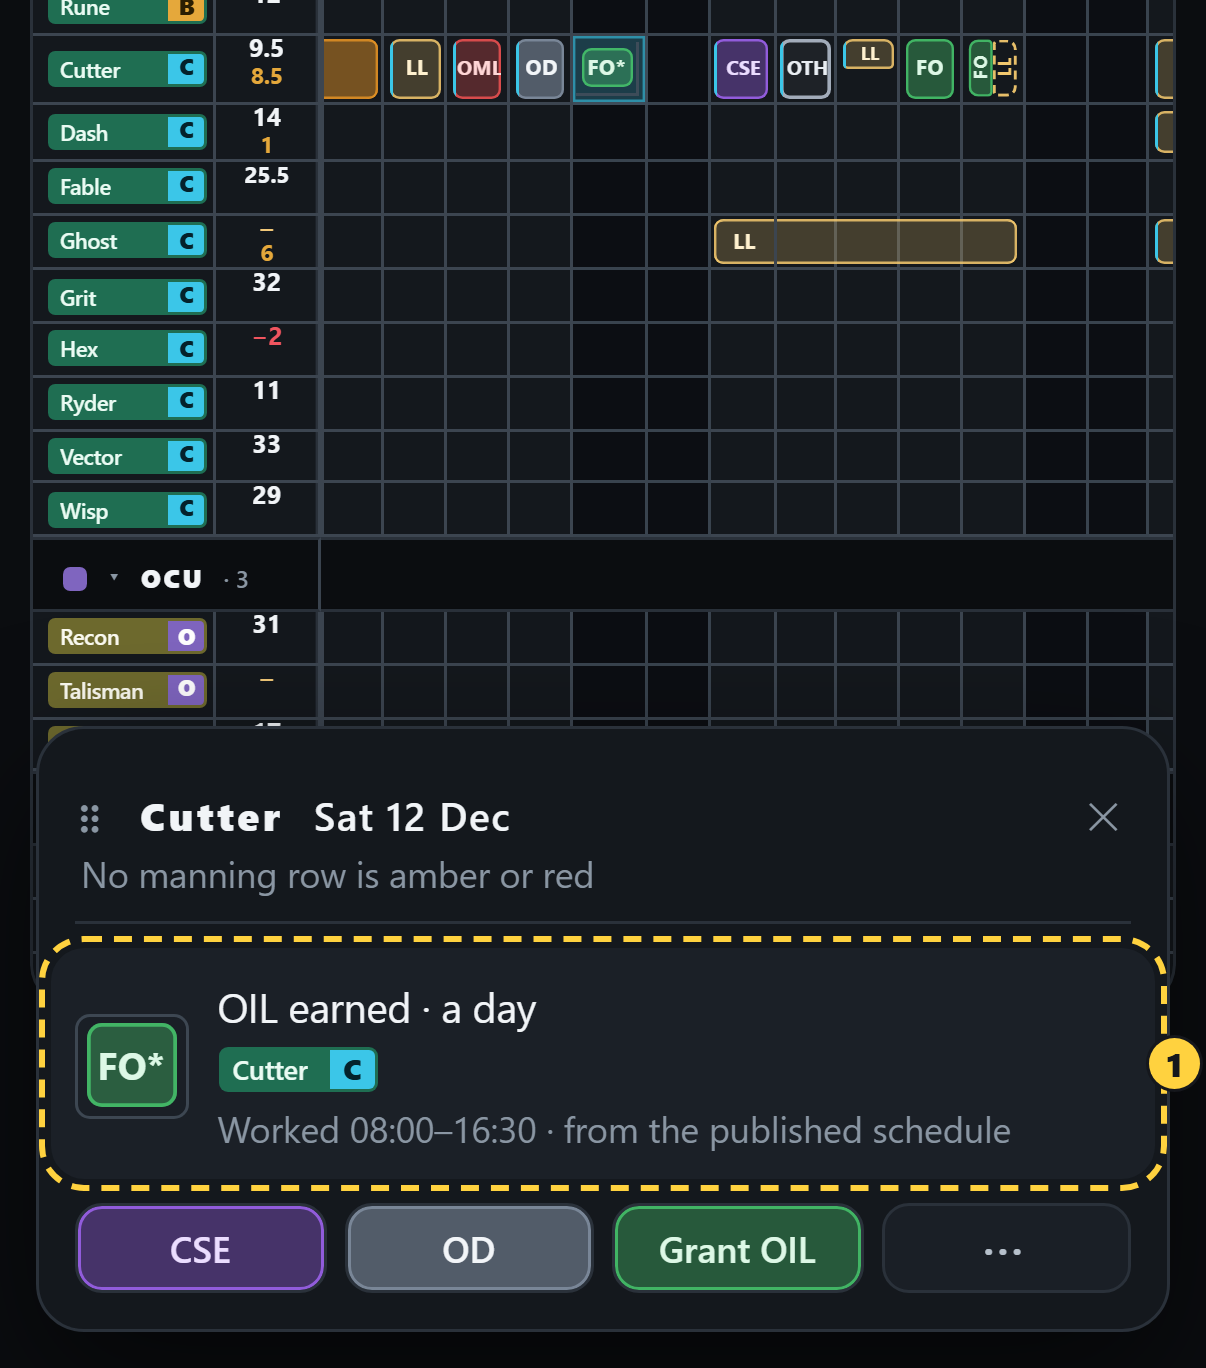 Rune B
Cutter C 9.5 8.5 LL OML OD FO* CSE OTH LL FO FO LL
Dash C 14 1
Fable C 25.5
Ghost C – 6 LL
Grit C 32
Hex C –2
Ryder C 11
Vector C 33
Wisp C 29
▾ OCU · 3
Recon O 31
Talisman O –
Cutter Sat 12 Dec
No manning row is amber or red
FO* OIL earned · a day
Cutter C
Worked 08:00–16:30 · from the published schedule
1
CSE OD Grant OIL ...